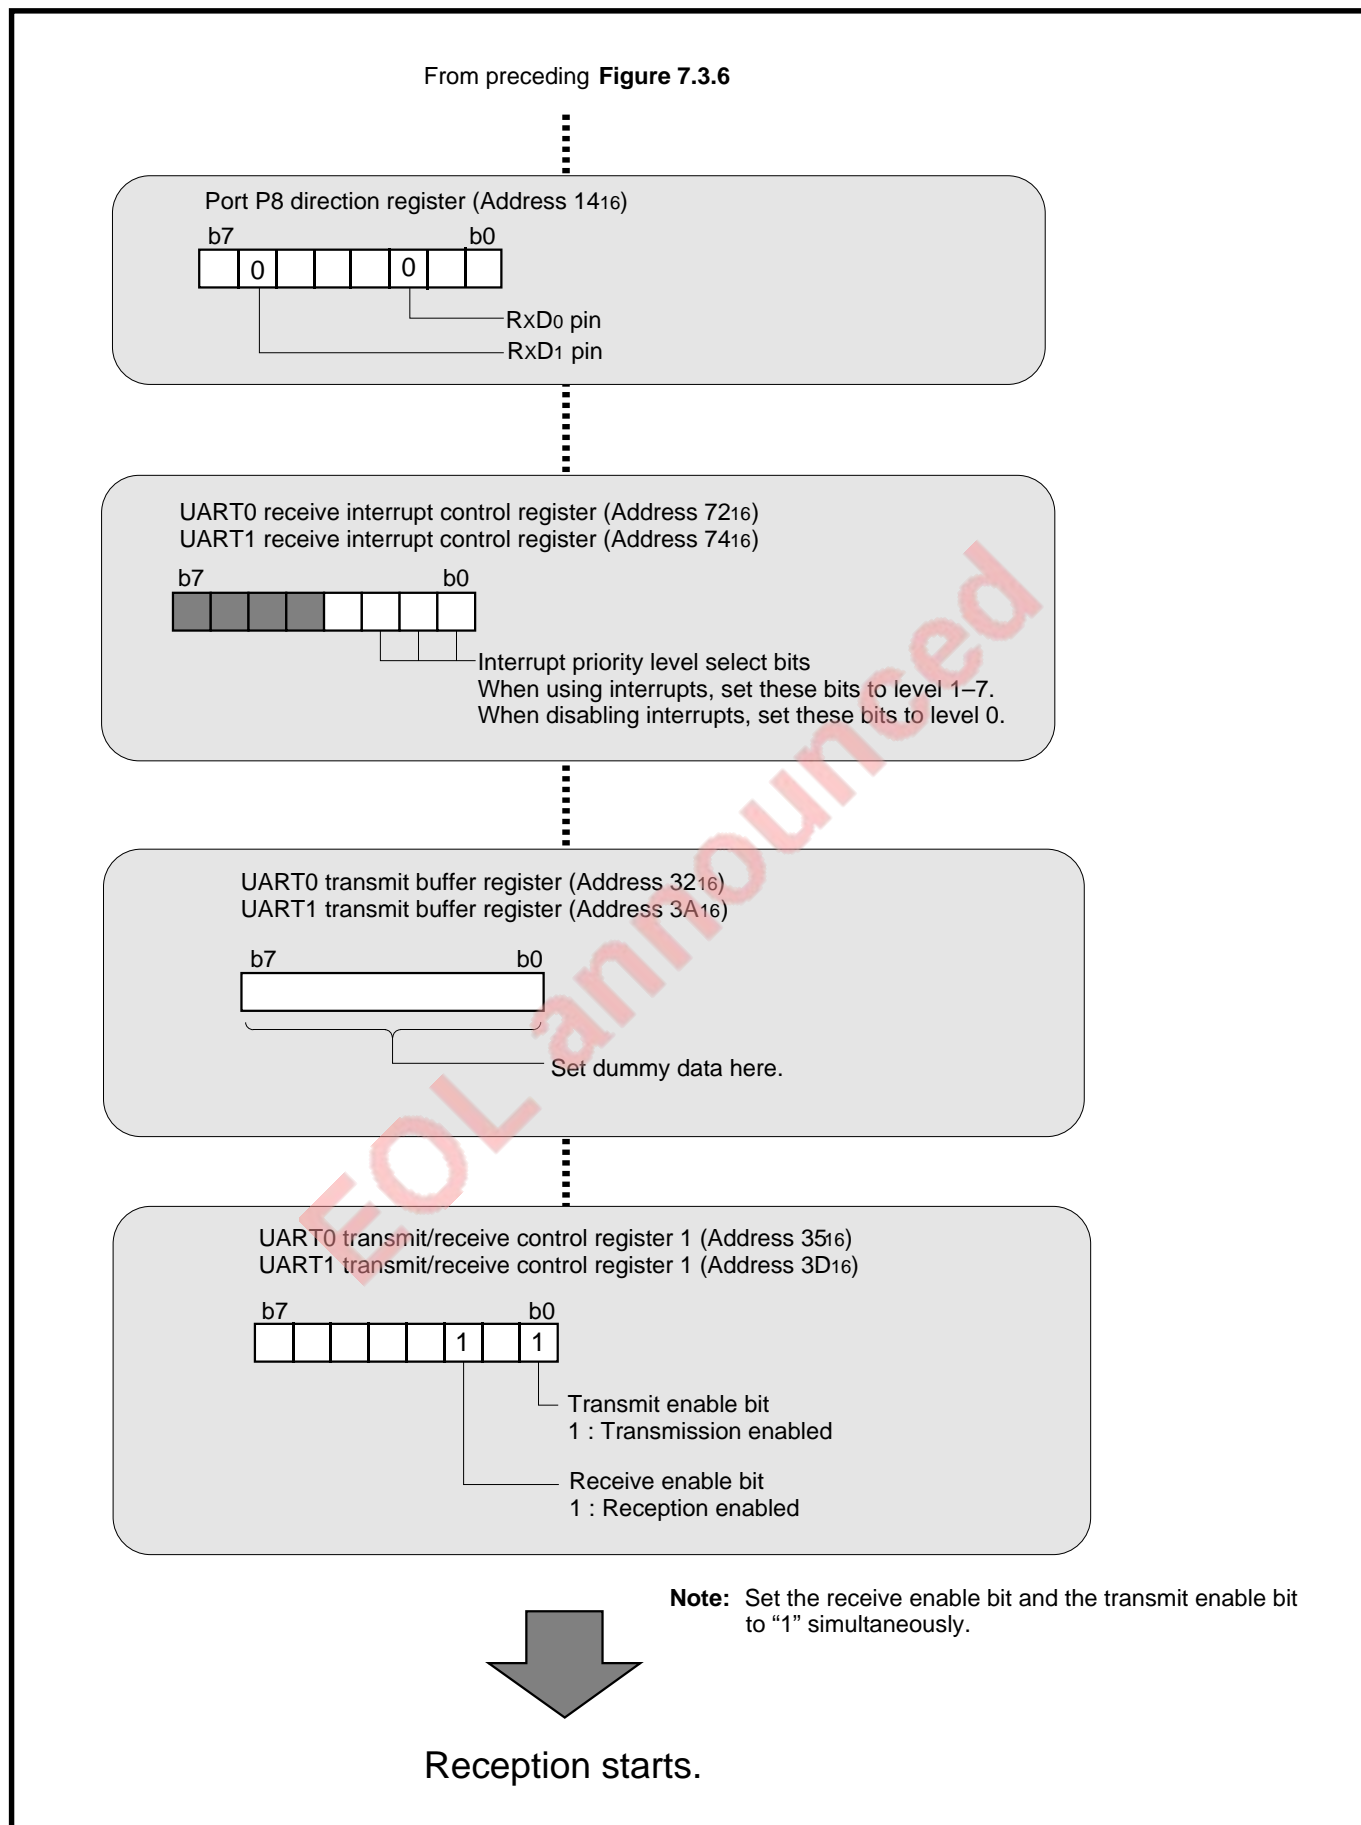 From preceding Figure 7.3.6
Port P8 direction register (Address 1416)
b7 b0
0 0
RxD0 pin
RxD1 pin
UART0 receive interrupt control register (Address 7216)
UART1 receive interrupt control register (Address 7416)
b7 b0
Interrupt priority level select bits
When using interrupts, set these bits to level 1–7.
When disabling interrupts, set these bits to level 0.
UART0 transmit buffer register (Address 3216)
UART1 transmit buffer register (Address 3A16)
b7 b0
Set dummy data here.
UART0 transmit/receive control register 1 (Address 3516)
UART1 transmit/receive control register 1 (Address 3D16)
b7 b0
1 1
Transmit enable bit
1 : Transmission enabled
Receive enable bit
1 : Reception enabled
Note: Set the receive enable bit and the transmit enable bit
to “1” simultaneously.
Reception starts.
EOL announced